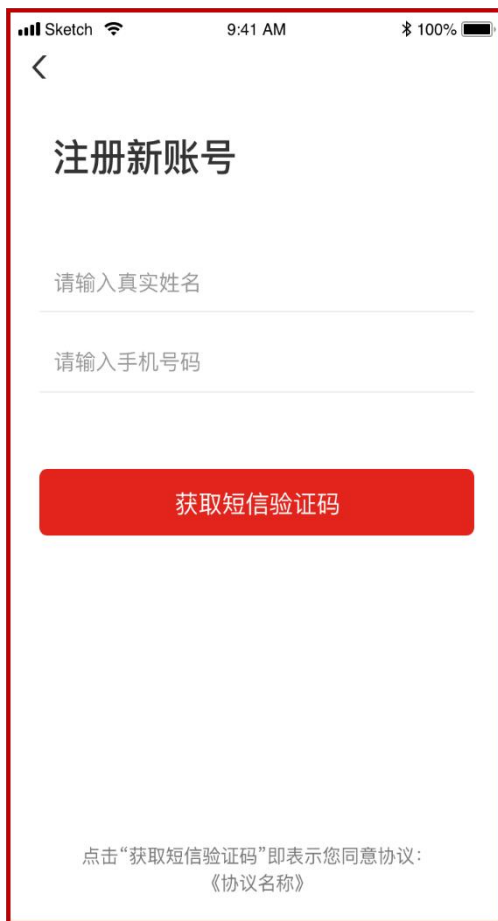 Sketch 9:41 AM 100%
注册新账号
请输入真实姓名
请输入手机号码
获取短信验证码
点击“获取短信验证码”即表示您同意协议：
《协议名称》